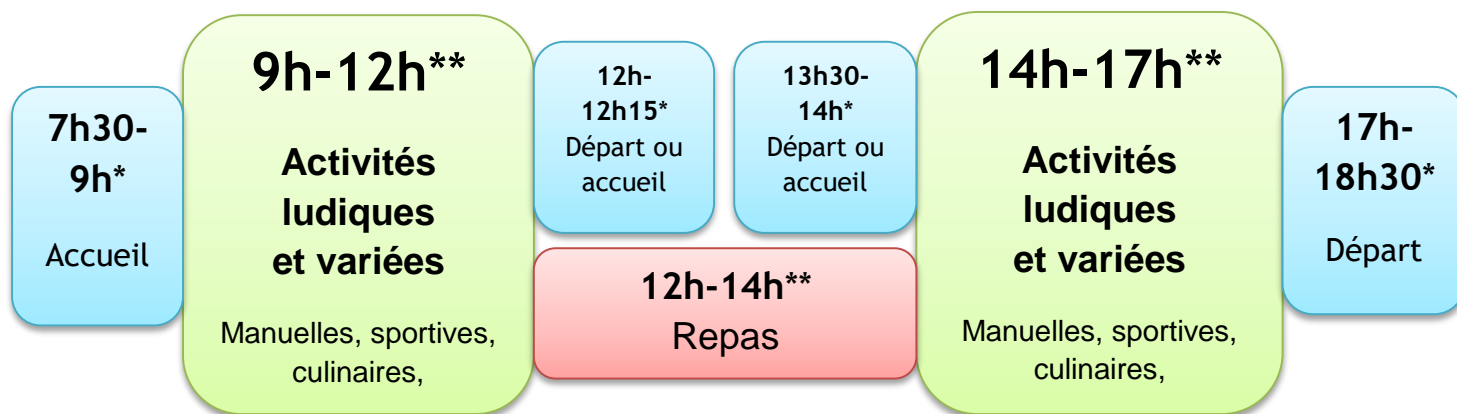 7h30-
9h*
Accueil
9h-12h**
Activités
ludiques
et variées
Manuelles, sportives,
culinaires,
12h-
12h15*
Départ ou
accueil
13h30-
14h*
Départ ou
accueil
12h-14h**
Repas
14h-17h**
Activités
ludiques
et variées
Manuelles, sportives,
culinaires,
17h-
18h30*
Départ